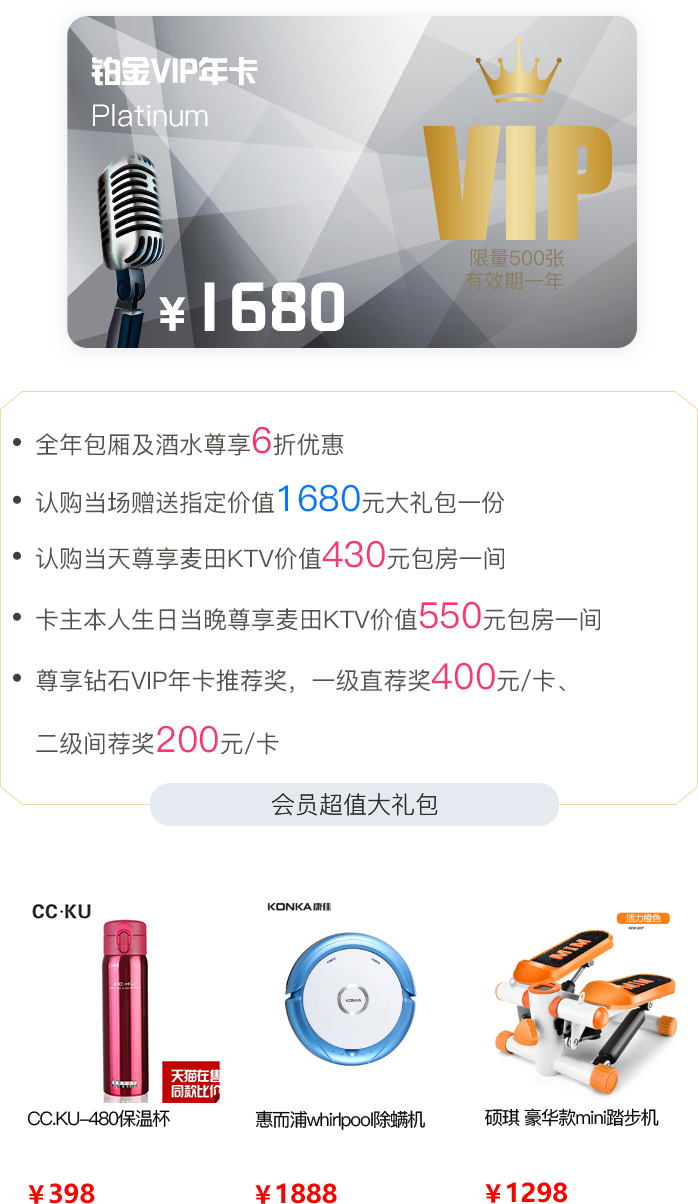 铂金VIP年卡
Platinum
VIP
限量500张
有效期一年
¥1680
• 全年包厢及酒水尊享6折优惠
• 认购当场赠送指定价值1680元大礼包一份
• 认购当天尊享麦田KTV价值430元包房一间
• 卡主本人生日当晚尊享麦田KTV价值550元包房一间
• 尊享钻石VIP年卡推荐奖，一级直荐奖400元/卡、
二级间荐奖200元/卡
会员超值大礼包
CC·KU
KONKA康佳
活力橙色
CC·KU
KONKA
天猫在售
同款比价
CC.KU-480保温杯
惠而浦whirlpool除螨机
硕琪 豪华款mini踏步机
¥398
¥1888
¥1298